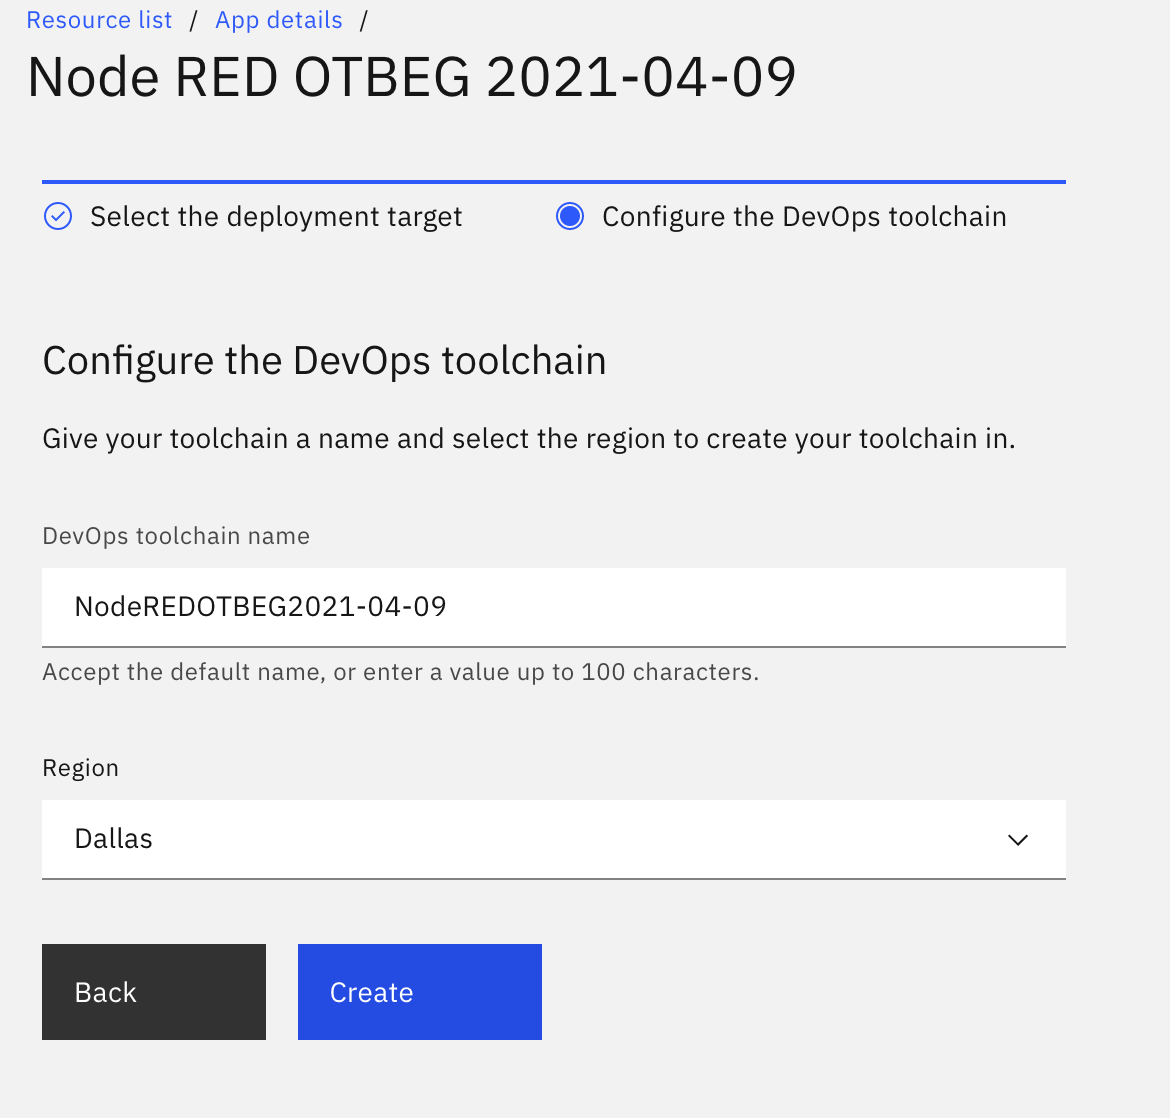 Resource list / App details /
Node RED OTBEG 2021-04-09
Select the deployment target
Configure the DevOps toolchain
Configure the DevOps toolchain
Give your toolchain a name and select the region to create your toolchain in.
DevOps toolchain name
NodeREDOTBEG2021-04-09
Accept the default name, or enter a value up to 100 characters.
Region
Dallas
Back
Create